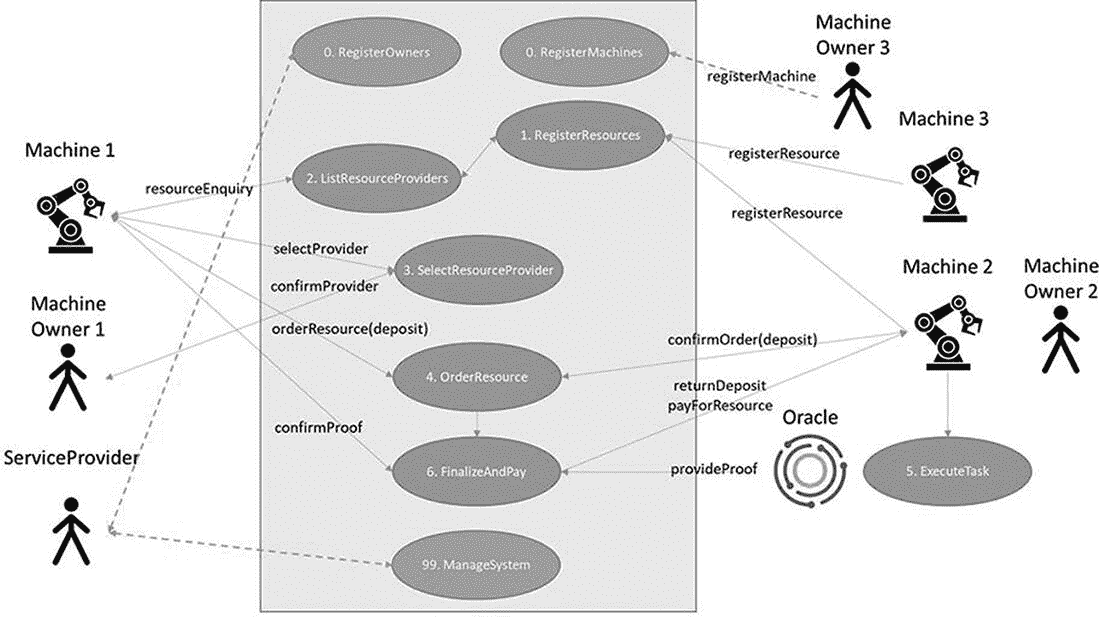 Machine
Owner 3
0. RegisterOwners
0. RegisterMachines
registerMachine
Machine 3
1. RegisterResources
Machine 1
registerResource
2. ListResourceProviders
resourceEnquiry
registerResource
selectProvider
3. SelectResourceProvider
Machine 2
Machine
Owner 2
confirmProvider
Machine
Owner 1
orderResource(deposit)
confirmOrder(deposit)
4. OrderResource
returnDeposit
payForResource
Oracle
confirmProof
ServiceProvider
6. FinalizeAndPay
provideProof
5. ExecuteTask
99. ManageSystem